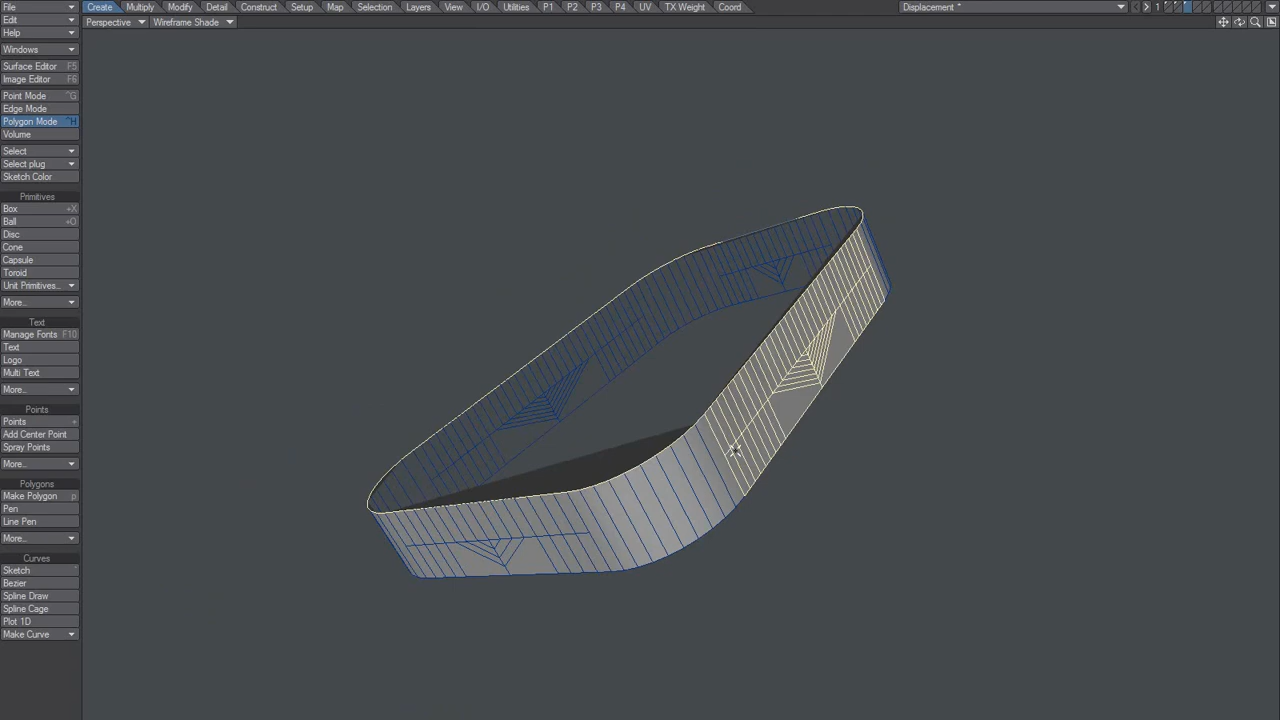 File Create Multiply Modify Detail Construct Setup Map Selection Layers View I/O Utilities P1 P2 P3 P4 UV TX Weight Coord Displacement * 1
Edit Perspective Wireframe Shade
Help
Windows
Surface Editor F5
Image Editor F6
Point Mode ^G
Edge Mode
Polygon Mode ^H
Volume
Select
Select plug
Sketch Color
Primitives
Box +X
Ball +O
Disc
Cone
Capsule
Toroid
Unit Primitives...
More...
Text
Manage Fonts F10
Text
Logo
Multi Text
More...
Points
Points +
Add Center Point
Spray Points
More...
Polygons
Make Polygon p
Pen
Line Pen
More...
Curves
Sketch
Bezier
Spline Draw
Spline Cage
Plot 1D
Make Curve